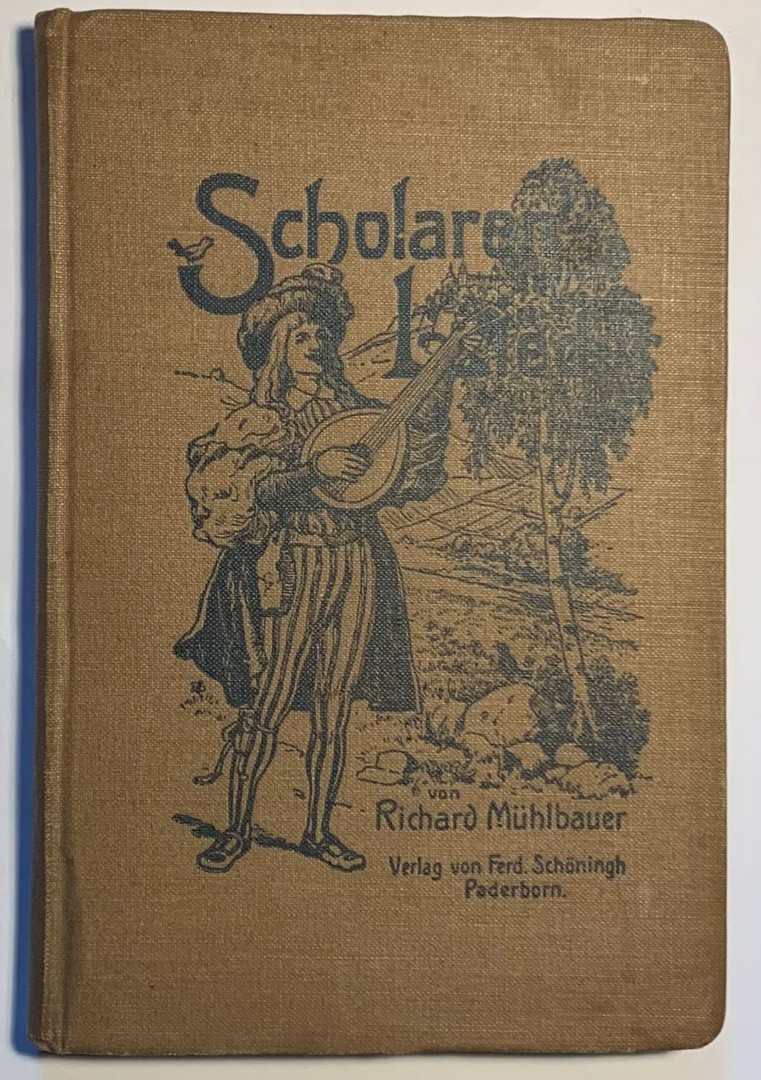 Scholaren
von
Richard Mühlbauer
Verlag von Ferd. Schöningh
Paderborn.